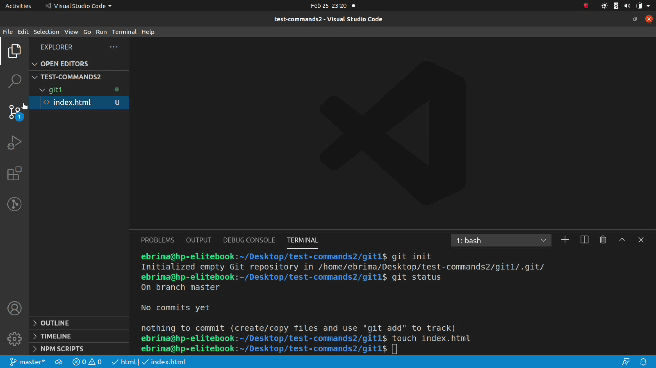 Activities Visual Studio Code Feb 25 23:20
test-commands2 - Visual Studio Code
File Edit Selection View Go Run Terminal Help
EXPLORER
OPEN EDITORS
TEST-COMMANDS2
git1
<> index.html U
1
PROBLEMS OUTPUT DEBUG CONSOLE TERMINAL 1: bash
ebrima@hp-elitebook:~/Desktop/test-commands2/git1$ git init
Initialized empty Git repository in /home/ebrima/Desktop/test-commands2/git1/.git/
ebrima@hp-elitebook:~/Desktop/test-commands2/git1$ git status
On branch master
No commits yet
nothing to commit (create/copy files and use "git add" to track)
ebrima@hp-elitebook:~/Desktop/test-commands2/git1$ touch index.html
ebrima@hp-elitebook:~/Desktop/test-commands2/git1$
OUTLINE
TIMELINE
NPM SCRIPTS
master* 0 0 html | index.html